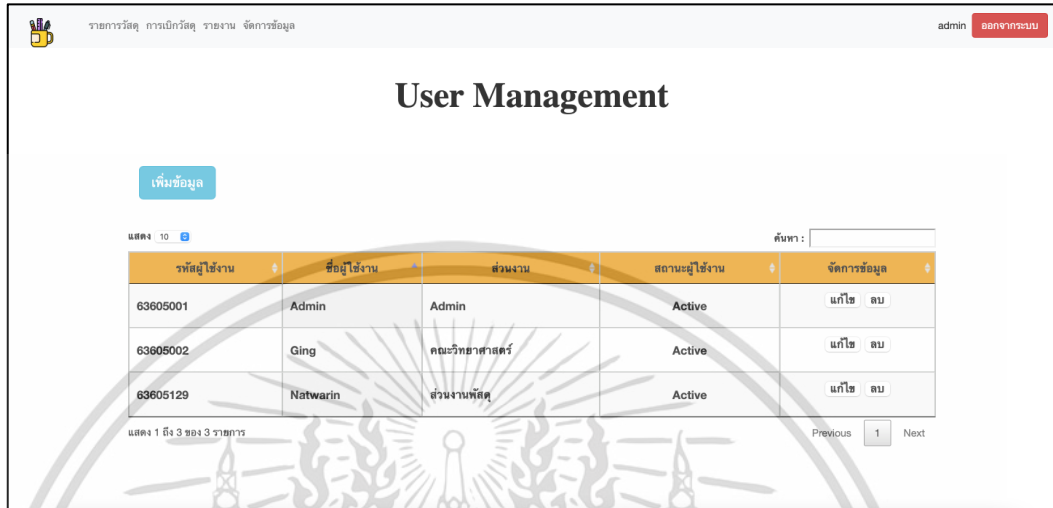 รายการวัสดุ การเบิกวัสดุ รายงาน จัดการข้อมูล admin ออกจากระบบ
User Management
เพิ่มข้อมูล
แสดง 10 ค้นหา :
รหัสผู้ใช้งาน ชื่อผู้ใช้งาน ส่วนงาน สถานะผู้ใช้งาน จัดการข้อมูล
63605001 Admin Admin Active แก้ไข ลบ
63605002 Ging คณะวิทยาศาสตร์ Active แก้ไข ลบ
63605129 Natwarin ส่วนงานพัสดุ Active แก้ไข ลบ
แสดง 1 ถึง 3 ของ 3 รายการ Previous 1 Next